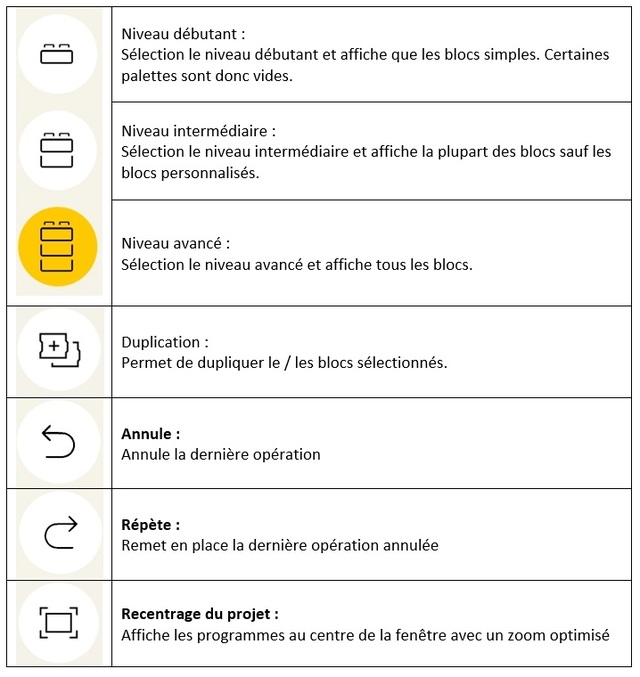 Niveau débutant :
Sélection le niveau débutant et affiche que les blocs simples. Certaines
palettes sont donc vides.
Niveau intermédiaire :
Sélection le niveau intermédiaire et affiche la plupart des blocs sauf les
blocs personnalisés.
Niveau avancé :
Sélection le niveau avancé et affiche tous les blocs.
Duplication :
Permet de dupliquer le / les blocs sélectionnés.
Annule :
Annule la dernière opération
Répète :
Remet en place la dernière opération annulée
Recentrage du projet :
Affiche les programmes au centre de la fenêtre avec un zoom optimisé